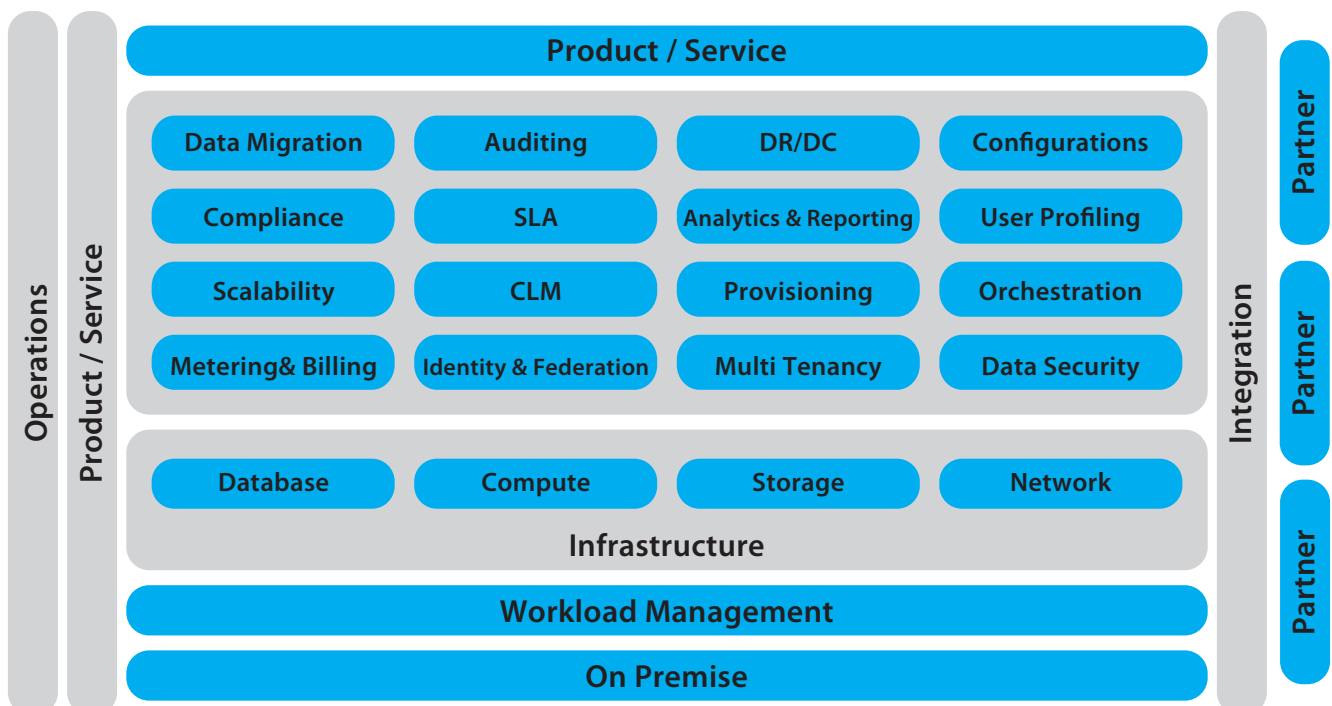 Operations
Product / Service
Product / Service
Data Migration
Auditing
DR/DC
Configurations
Compliance
SLA
Analytics & Reporting
User Profiling
Scalability
CLM
Provisioning
Orchestration
Metering& Billing
Identity & Federation
Multi Tenancy
Data Security
Database
Compute
Storage
Network
Infrastructure
Workload Management
On Premise
Integration
Partner
Partner
Partner